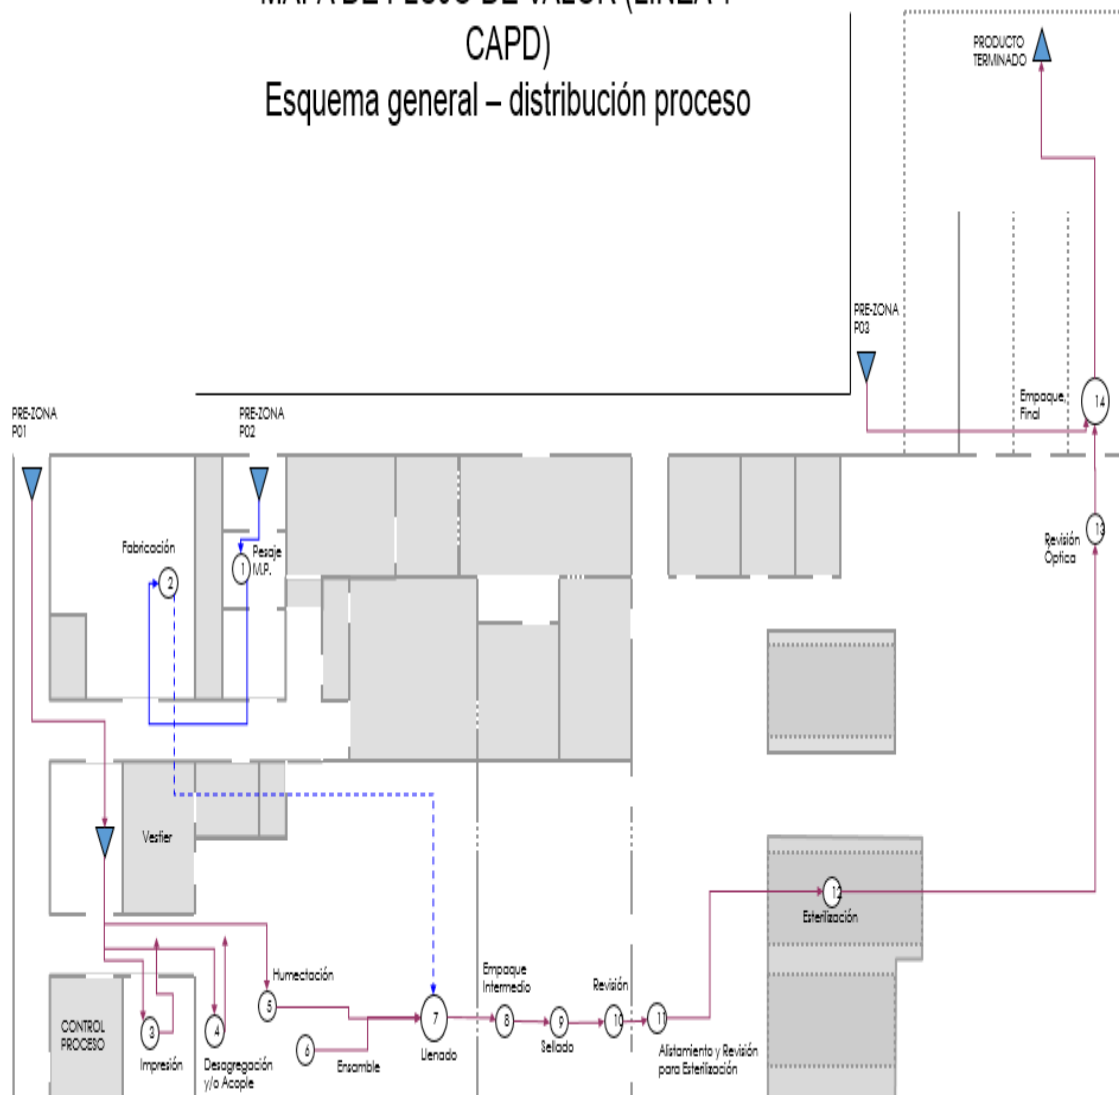 CAPD)
Esquema general – distribución proceso
PRODUCTO
TERMINADO
PRE-ZONA
P03
Empaque
Final
14
PRE-ZONA
P01
PRE-ZONA
P02
Fabricación
2
1
Pesaje
M.P.
13
Revisión
Óptica
Vestier
12
Esterilización
Humectación
5
Empaque
Intermedio
Revisión
CONTROL
PROCESO
3
Impresión
4
Desagregación
y/o Acople
6
Ensamble
7
Llenado
8
9
Sellado
10
11
Alistamiento y Revisión
para Esterilización